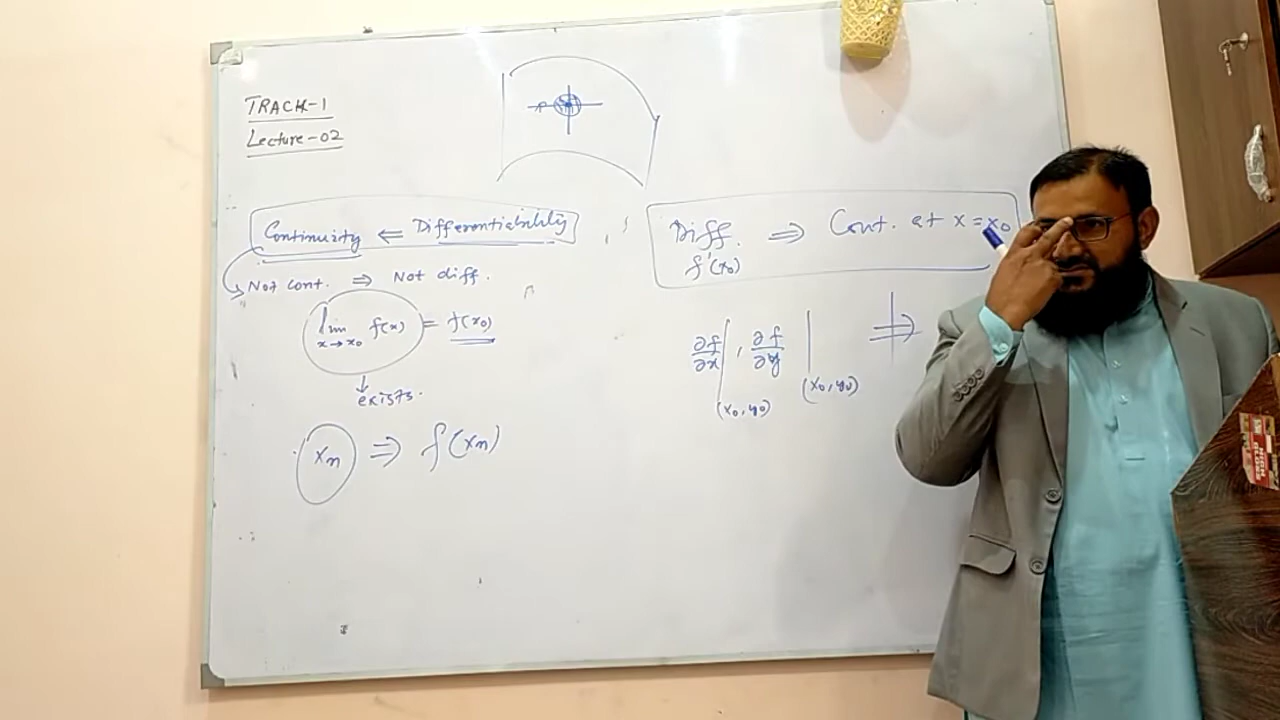 TRACK-1
Lecture-02
Continuity ⇐ Differentiability
Not cont. ⇒ Not diff.
lim x→x₀ f(x) = f(x₀)
↓
exists.
xₙ ⇒ f(xₙ)
Diff. ⇒ Cont. at x = x₀
f'(x₀)
∂f/∂x |(x₀, y₀) , ∂f/∂y |(x₀, y₀) ⇏